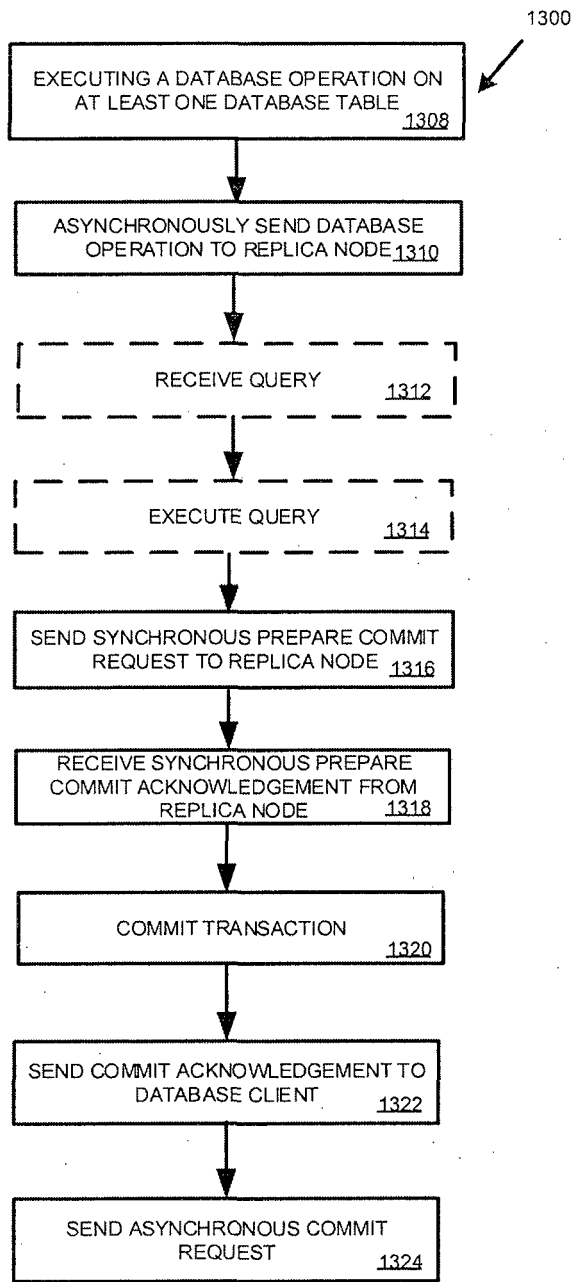 1300
EXECUTING A DATABASE OPERATION ON
AT LEAST ONE DATABASE TABLE
1308
ASYNCHRONOUSLY SEND DATABASE
OPERATION TO REPLICA NODE 1310
RECEIVE QUERY
1312
EXECUTE QUERY
1314
SEND SYNCHRONOUS PREPARE COMMIT
REQUEST TO REPLICA NODE 1316
RECEIVE SYNCHRONOUS PREPARE
COMMIT ACKNOWLEDGEMENT FROM
REPLICA NODE 1318
COMMIT TRANSACTION
1320
SEND COMMIT ACKNOWLEDGEMENT TO
DATABASE CLIENT 1322
SEND ASYNCHRONOUS COMMIT
REQUEST 1324